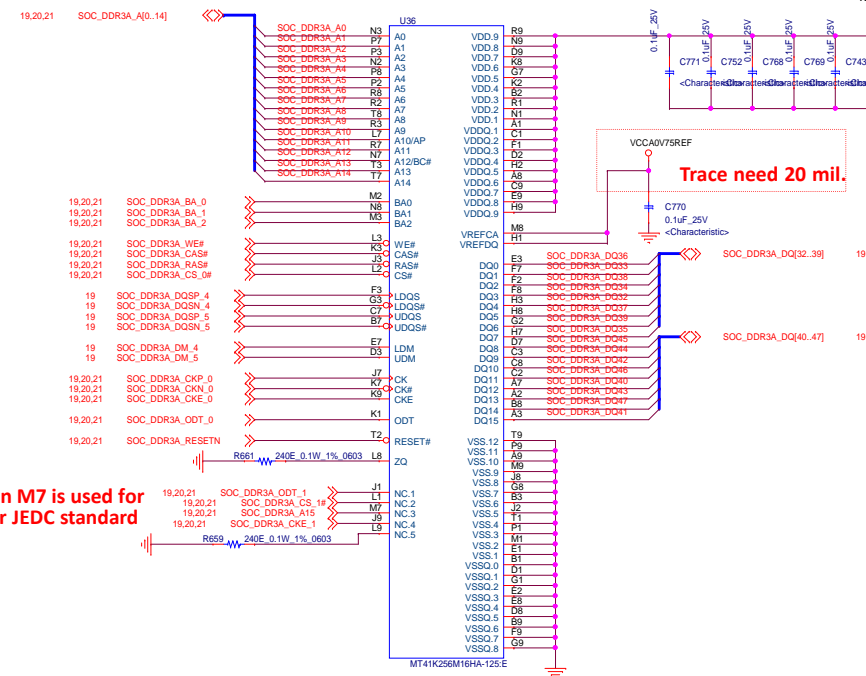 19,20,21 SOC_DDR3A_A[0..14]
U36
SOC_DDR3A_A0 N3 A0
SOC_DDR3A_A1 P7 A1
SOC_DDR3A_A2 P3 A2
SOC_DDR3A_A3 N2 A3
SOC_DDR3A_A4 P8 A4
SOC_DDR3A_A5 P2 A5
SOC_DDR3A_A6 R8 A6
SOC_DDR3A_A7 R2 A7
SOC_DDR3A_A8 T8 A8
SOC_DDR3A_A9 R3 A9
SOC_DDR3A_A10 L7 A10/AP
SOC_DDR3A_A11 R7 A11
SOC_DDR3A_A12 N7 A12/BC#
SOC_DDR3A_A13 T3 A13
SOC_DDR3A_A14 T7 A14
19,20,21 SOC_DDR3A_BA_0 M2 BA0
19,20,21 SOC_DDR3A_BA_1 N8 BA1
19,20,21 SOC_DDR3A_BA_2 M3 BA2
19,20,21 SOC_DDR3A_WE# L3 WE#
19,20,21 SOC_DDR3A_CAS# K3 CAS#
19,20,21 SOC_DDR3A_RAS# J3 RAS#
19,20,21 SOC_DDR3A_CS_0# L2 CS#
19 SOC_DDR3A_DQSP_4 F3 LDQS
19 SOC_DDR3A_DQSN_4 G3 LDQS#
19 SOC_DDR3A_DQSP_5 C7 UDQS
19 SOC_DDR3A_DQSN_5 B7 UDQS#
19 SOC_DDR3A_DM_4 E7 LDM
19 SOC_DDR3A_DM_5 D3 UDM
19,20,21 SOC_DDR3A_CKP_0 J7 CK
19,20,21 SOC_DDR3A_CKN_0 K7 CK#
19,20,21 SOC_DDR3A_CKE_0 K9 CKE
19,20,21 SOC_DDR3A_ODT_0 K1 ODT
19,20,21 SOC_DDR3A_RESETN T2 RESET#
R661 240E_0.1W_1%_0603 L8 ZQ
n M7 is used for
r JEDC standard
19,20,21 SOC_DDR3A_ODT_1 J1 NC.1
19,20,21 SOC_DDR3A_CS_1# L1 NC.2
19,20,21 SOC_DDR3A_A15 M7 NC.3
19,20,21 SOC_DDR3A_CKE_1 J9 NC.4
R659 240E_0.1W_1%_0603 L9 NC.5
VDD.9 R9
VDD.8 N9
VDD.7 D9
VDD.6 K8
VDD.5 G7
VDD.4 K2
VDD.3 B2
VDD.2 R1
VDD.1 N1
VDDQ.1 A1
VDDQ.2 C1
VDDQ.3 F1
VDDQ.4 D2
VDDQ.5 H2
VDDQ.6 A8
VDDQ.7 C9
VDDQ.8 E9
VDDQ.9 H9
VREFCA M8
VREFDQ H1
DQ0 E3 SOC_DDR3A_DQ36
DQ1 F7 SOC_DDR3A_DQ33
DQ2 F2 SOC_DDR3A_DQ38
DQ3 F8 SOC_DDR3A_DQ34
DQ4 H3 SOC_DDR3A_DQ32
DQ5 H8 SOC_DDR3A_DQ37
DQ6 G2 SOC_DDR3A_DQ39
DQ7 H7 SOC_DDR3A_DQ35
DQ8 D7 SOC_DDR3A_DQ45
DQ9 C3 SOC_DDR3A_DQ44
DQ10 C8 SOC_DDR3A_DQ42
DQ11 C2 SOC_DDR3A_DQ46
DQ12 A7 SOC_DDR3A_DQ40
DQ13 A2 SOC_DDR3A_DQ43
DQ14 B8 SOC_DDR3A_DQ47
DQ15 A3 SOC_DDR3A_DQ41
SOC_DDR3A_DQ[32..39] 19
SOC_DDR3A_DQ[40..47] 19
VSS.12 T9
VSS.11 P9
VSS.10 A9
VSS.9 M9
VSS.8 J8
VSS.7 G8
VSS.6 B3
VSS.5 J2
VSS.4 T1
VSS.3 P1
VSS.2 M1
VSS.1 E1
VSSQ.0 B1
VSSQ.1 D1
VSSQ.2 G1
VSSQ.3 E2
VSSQ.4 E8
VSSQ.5 D8
VSSQ.6 B9
VSSQ.7 F9
VSSQ.8 G9
MT41K256M16HA-125:E
0.1uF_25V
0.1uF_25V
0.1uF_25V
0.1uF_25V
0.1uF_25V
C771 C752 C768 C769 C743
VCCA0V75REF
Trace need 20 mil.
C770
0.1uF_25V
<Characteristic>